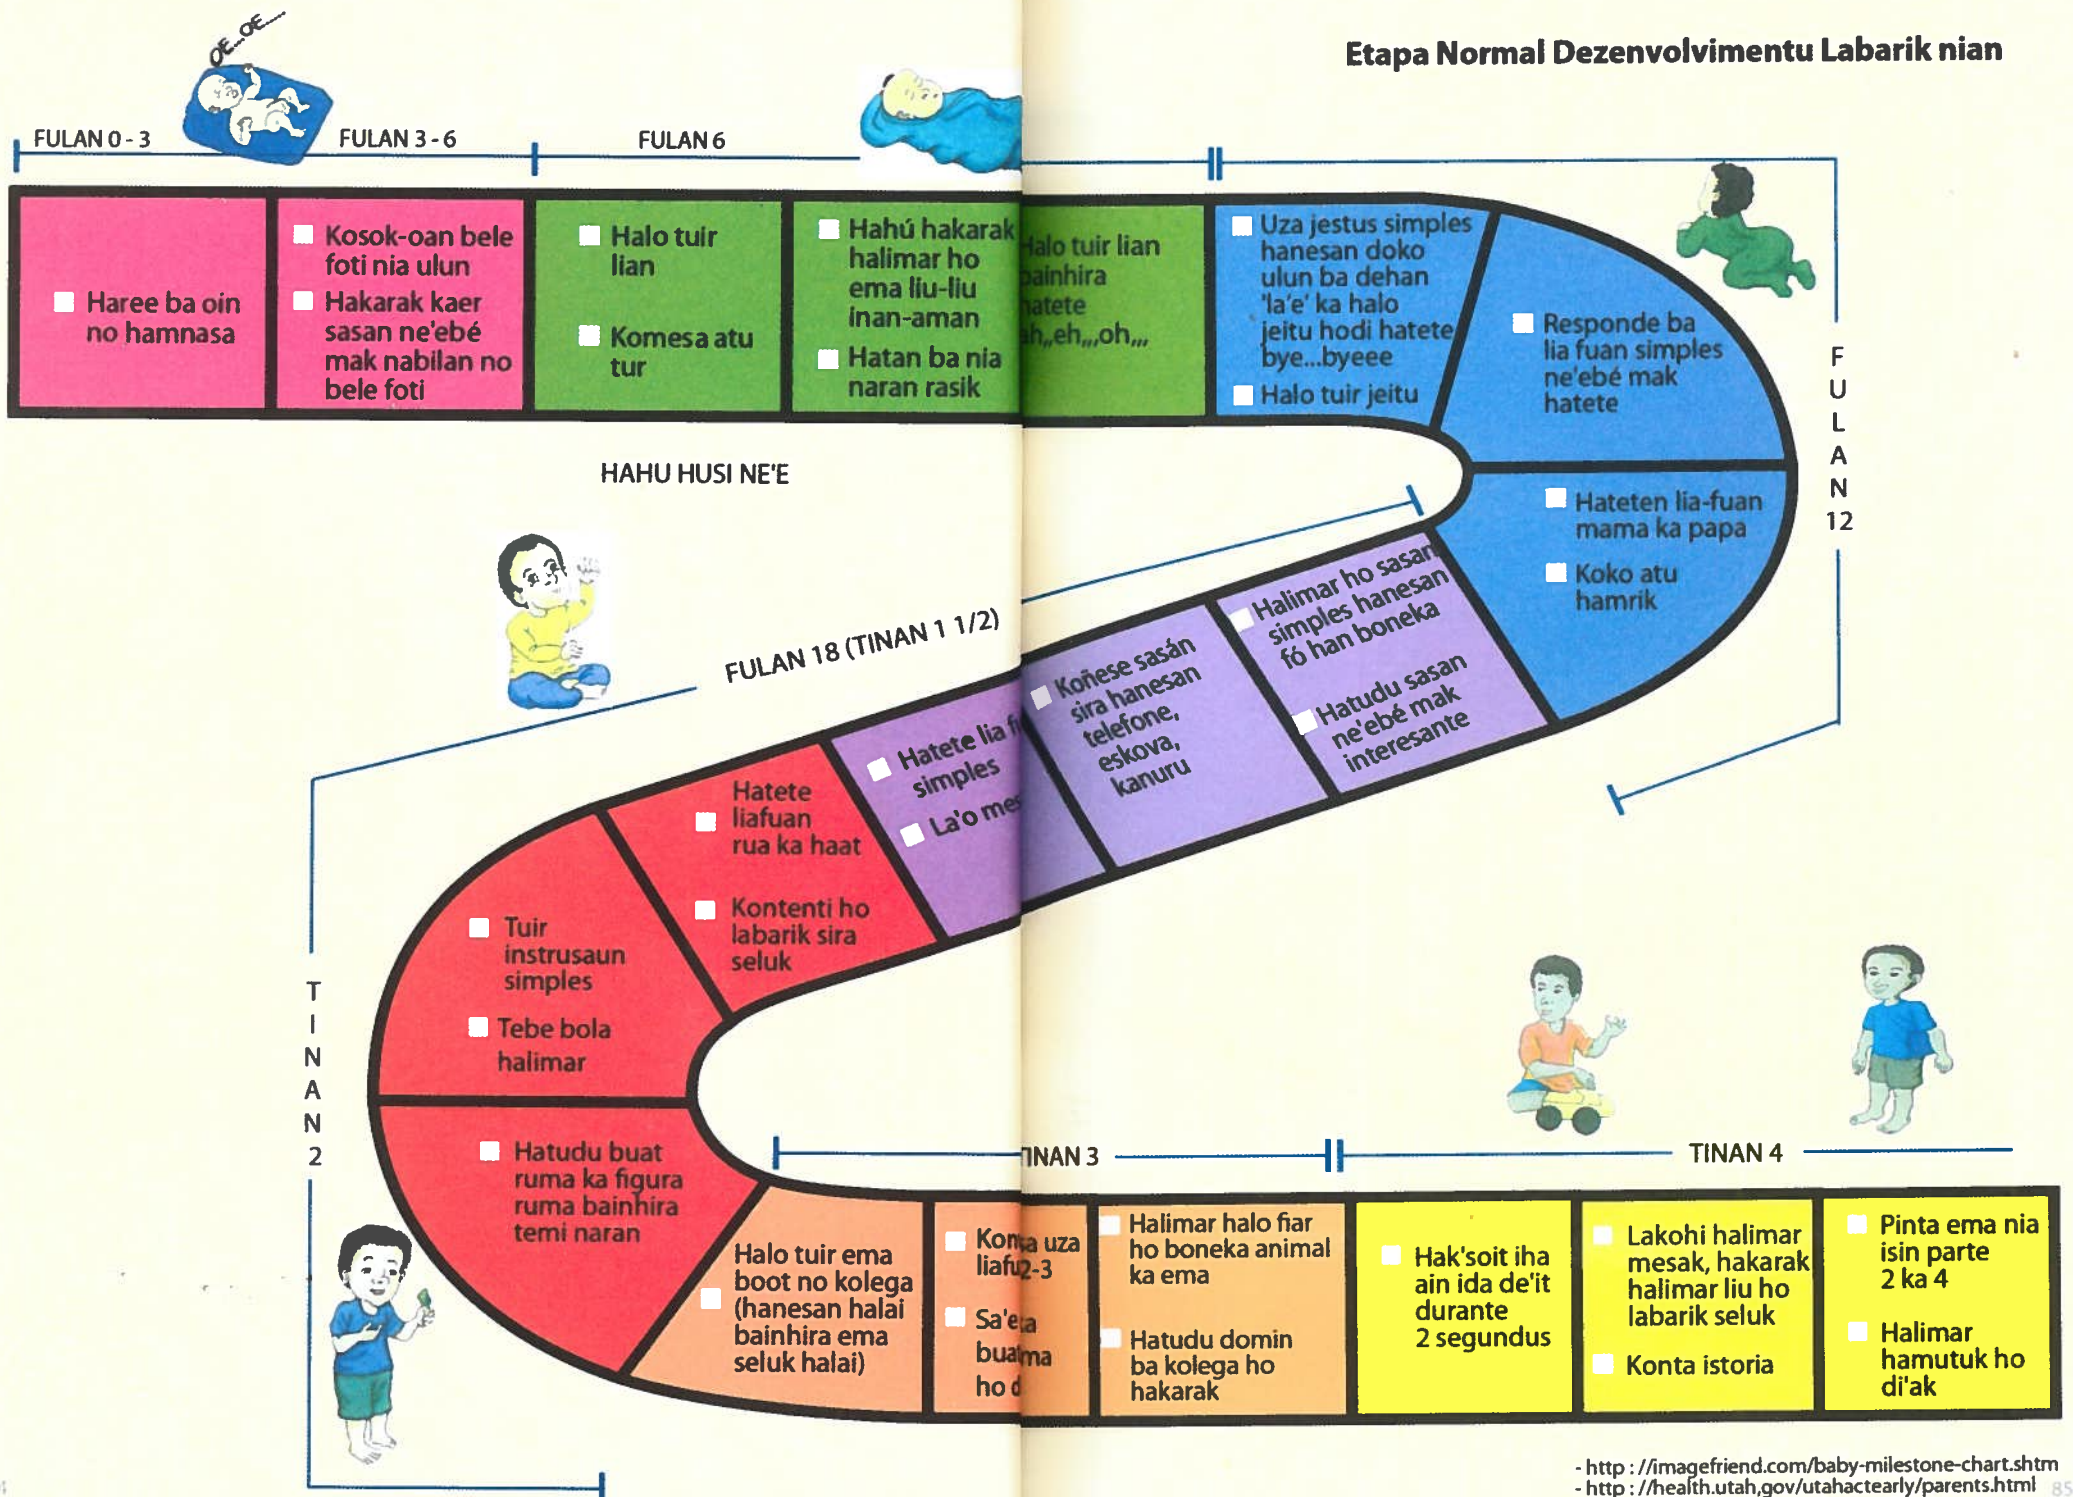 Etapa Normal Dezenvolvimentu Labarik nian
OE...OE...
FULAN 0 - 3
FULAN 3 - 6
FULAN 6
Haree ba oin
no hamnasa
Kosok-oan bele
foti nia ulun
Hakarak kaer
sasan ne'ebé
mak nabilan no
bele foti
Halo tuir
lian
Komesa atu
tur
Hahú hakarak
halimar ho
ema liu-liu
inan-aman
Hatan ba nia
naran rasik
Halo tuir lian
bainhira
hatete
ah,,eh,,,oh,,,
Uza jestus simples
hanesan doko
ulun ba dehan
'la'e' ka halo
jeitu hodi hatete
bye...byeee
Halo tuir jeitu
Responde ba
lia fuan simples
ne'ebé mak
hatete
FULAN 12
Hateten lia-fuan
mama ka papa
Koko atu
hamrik
HAHU HUSI NE'E
FULAN 18 (TINAN 1 1/2)
Halimar ho sasan
simples hanesan
fó han boneka
Hatudu sasan
ne'ebé mak
interesante
Koñese sasán
sira hanesan
telefone,
eskova,
kanuru
Hatete lia
simples
La'o
Hatete
liafuan
rua ka haat
Kontenti ho
labarik sira
seluk
Tuir
instrusaun
simples
Tebe bola
halimar
TINAN 2
Hatudu buat
ruma ka figura
ruma bainhira
temi naran
TINAN 3
Halo tuir ema
boot no kolega
(hanesan halai
bainhira ema
seluk halai)
uza
2-3
ho
Halimar halo fiar
ho boneka animal
ka ema
Hatudu domin
ba kolega ho
hakarak
TINAN 4
Hak'soit iha
ain ida de'it
durante
2 segundus
Lakohi halimar
mesak, hakarak
halimar liu ho
labarik seluk
Konta istoria
Pinta ema nia
isin parte
2 ka 4
Halimar
hamutuk ho
di'ak
- http : //imagefriend.com/baby-milestone-chart.shtm
- http : //health.utah,gov/utahactearly/parents.html
85